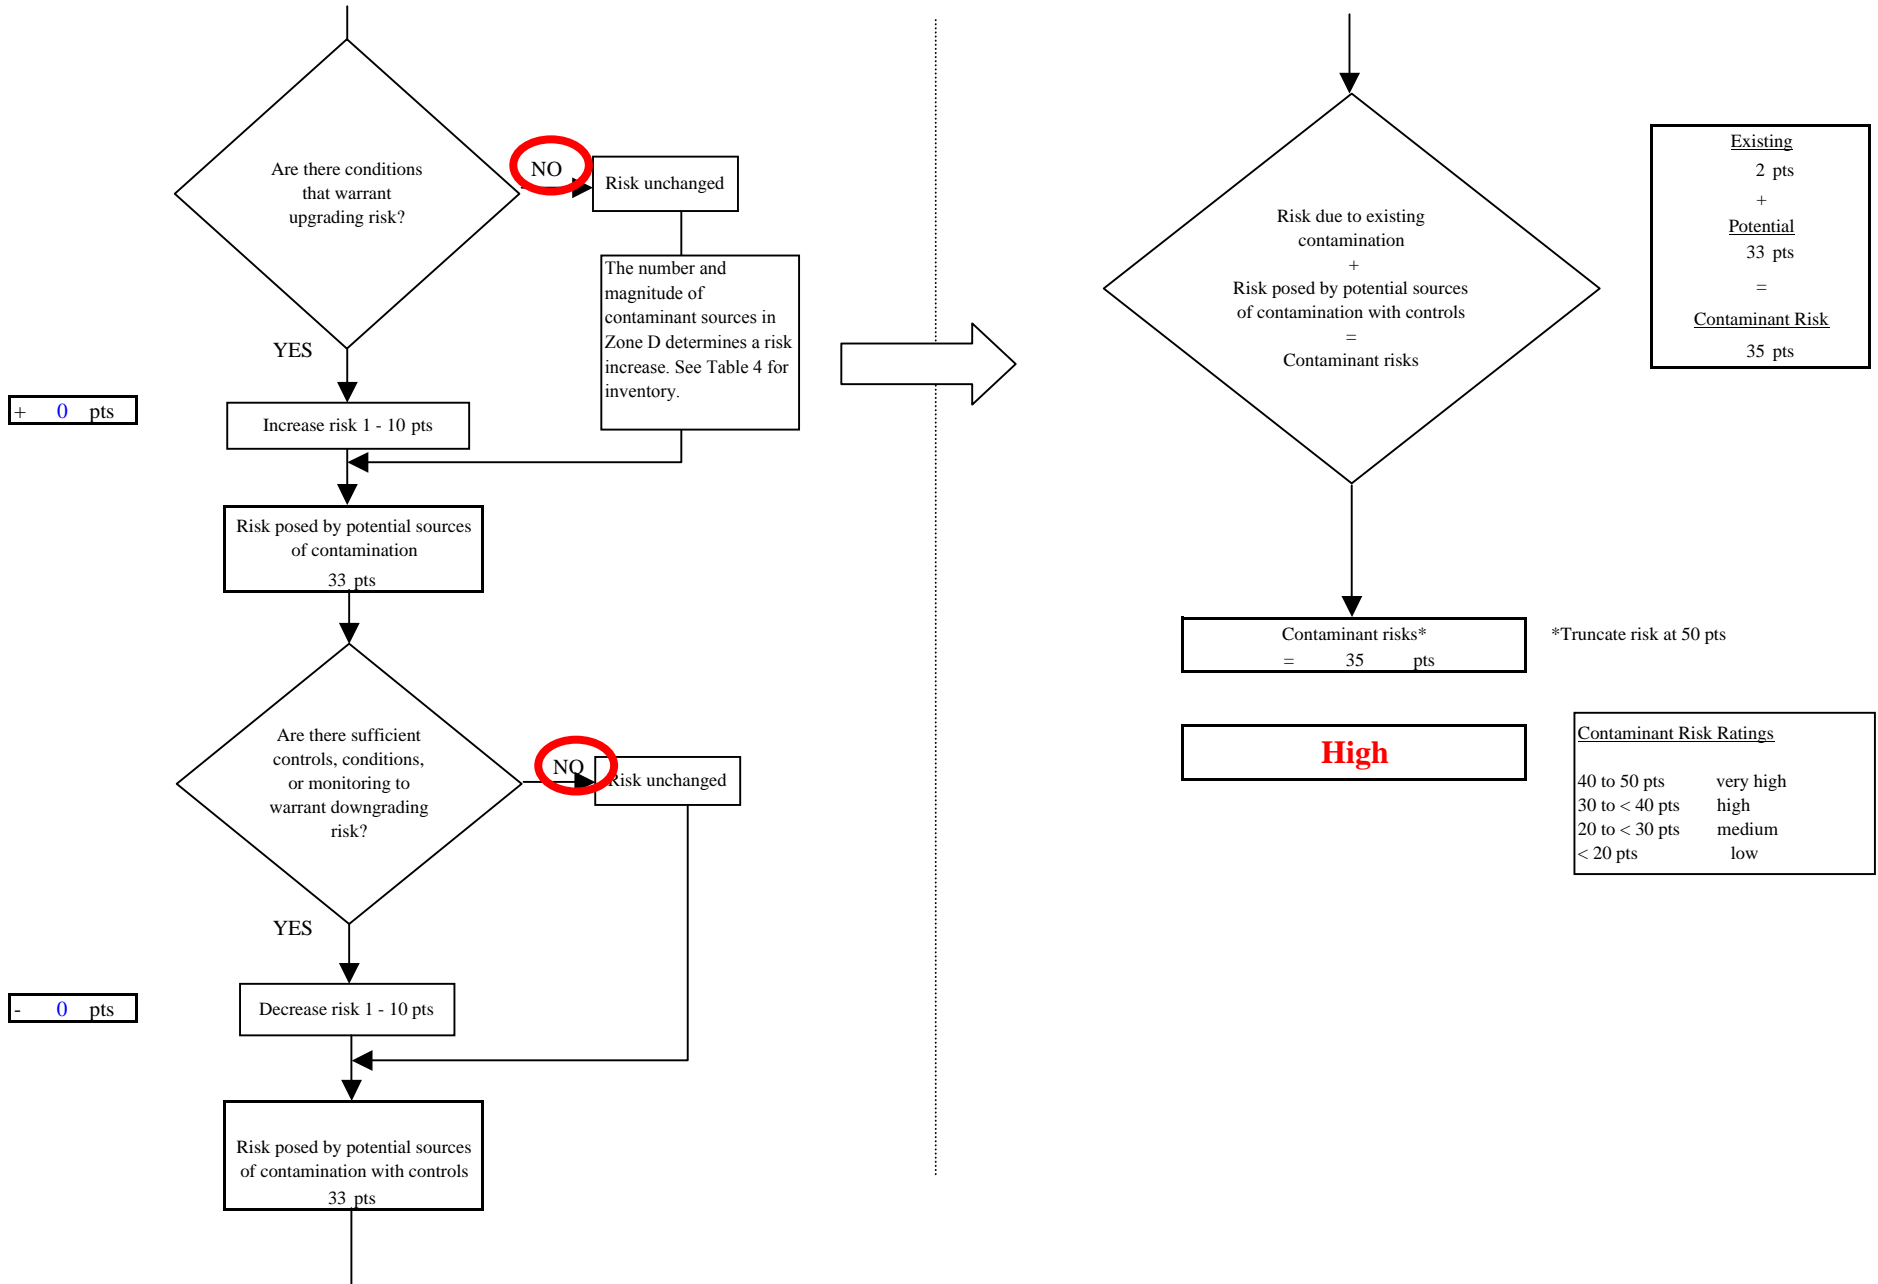 Are there conditions
that warrant
upgrading risk?
NO
Risk unchanged
The number and
magnitude of
contaminant sources in
Zone D determines a risk
increase. See Table 4 for
inventory.
YES
+ 0 pts
Increase risk 1 - 10 pts
Risk posed by potential sources
of contamination
33 pts
Are there sufficient
controls, conditions,
or monitoring to
warrant downgrading
risk?
NO
Risk unchanged
YES
- 0 pts
Decrease risk 1 - 10 pts
Risk posed by potential sources
of contamination with controls
33 pts
Risk due to existing
contamination
+
Risk posed by potential sources
of contamination with controls
=
Contaminant risks
Existing
2 pts
+
Potential
33 pts
=
Contaminant Risk
35 pts
Contaminant risks*
= 35 pts
*Truncate risk at 50 pts
High
Contaminant Risk Ratings
40 to 50 pts very high
30 to < 40 pts high
20 to < 30 pts medium
< 20 pts low